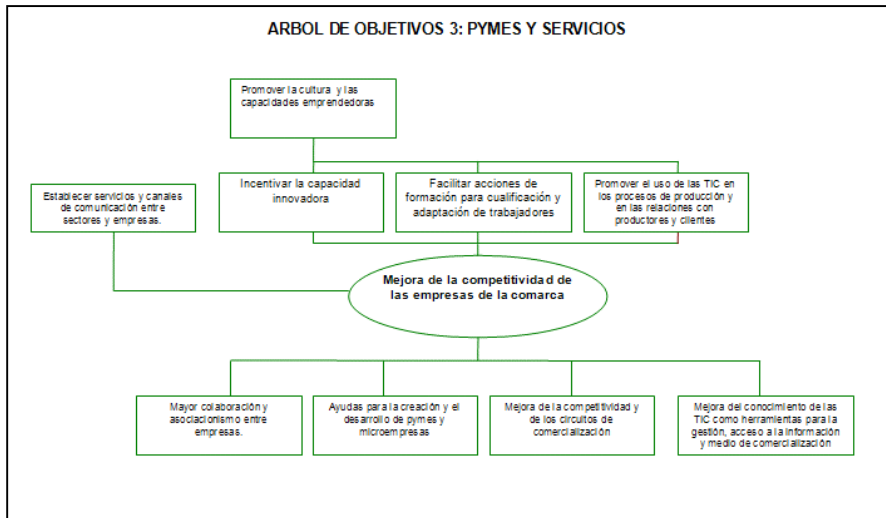 ARBOL DE OBJETIVOS 3: PYMES Y SERVICIOS
Promover la cultura y las
capacidades emprendedoras
Establecer servicios y canales
de comunicación entre
sectores y empresas.
Incentivar la capacidad
innovadora
Facilitar acciones de
formación para cualificación y
adaptación de trabajadores
Promover el uso de las TIC en
los procesos de producción y
en las relaciones con
productores y clientes
Mejora de la competitividad de
las empresas de la comarca
Mayor colaboración y
asociacionismo entre
empresas.
Ayudas para la creación y el
desarrollo de pymes y
microempresas
Mejora de la competitividad y
de los circuitos de
comercialización
Mejora del conocimiento de las
TIC como herramientas para la
gestión, acceso a la información
y medio de comercialización